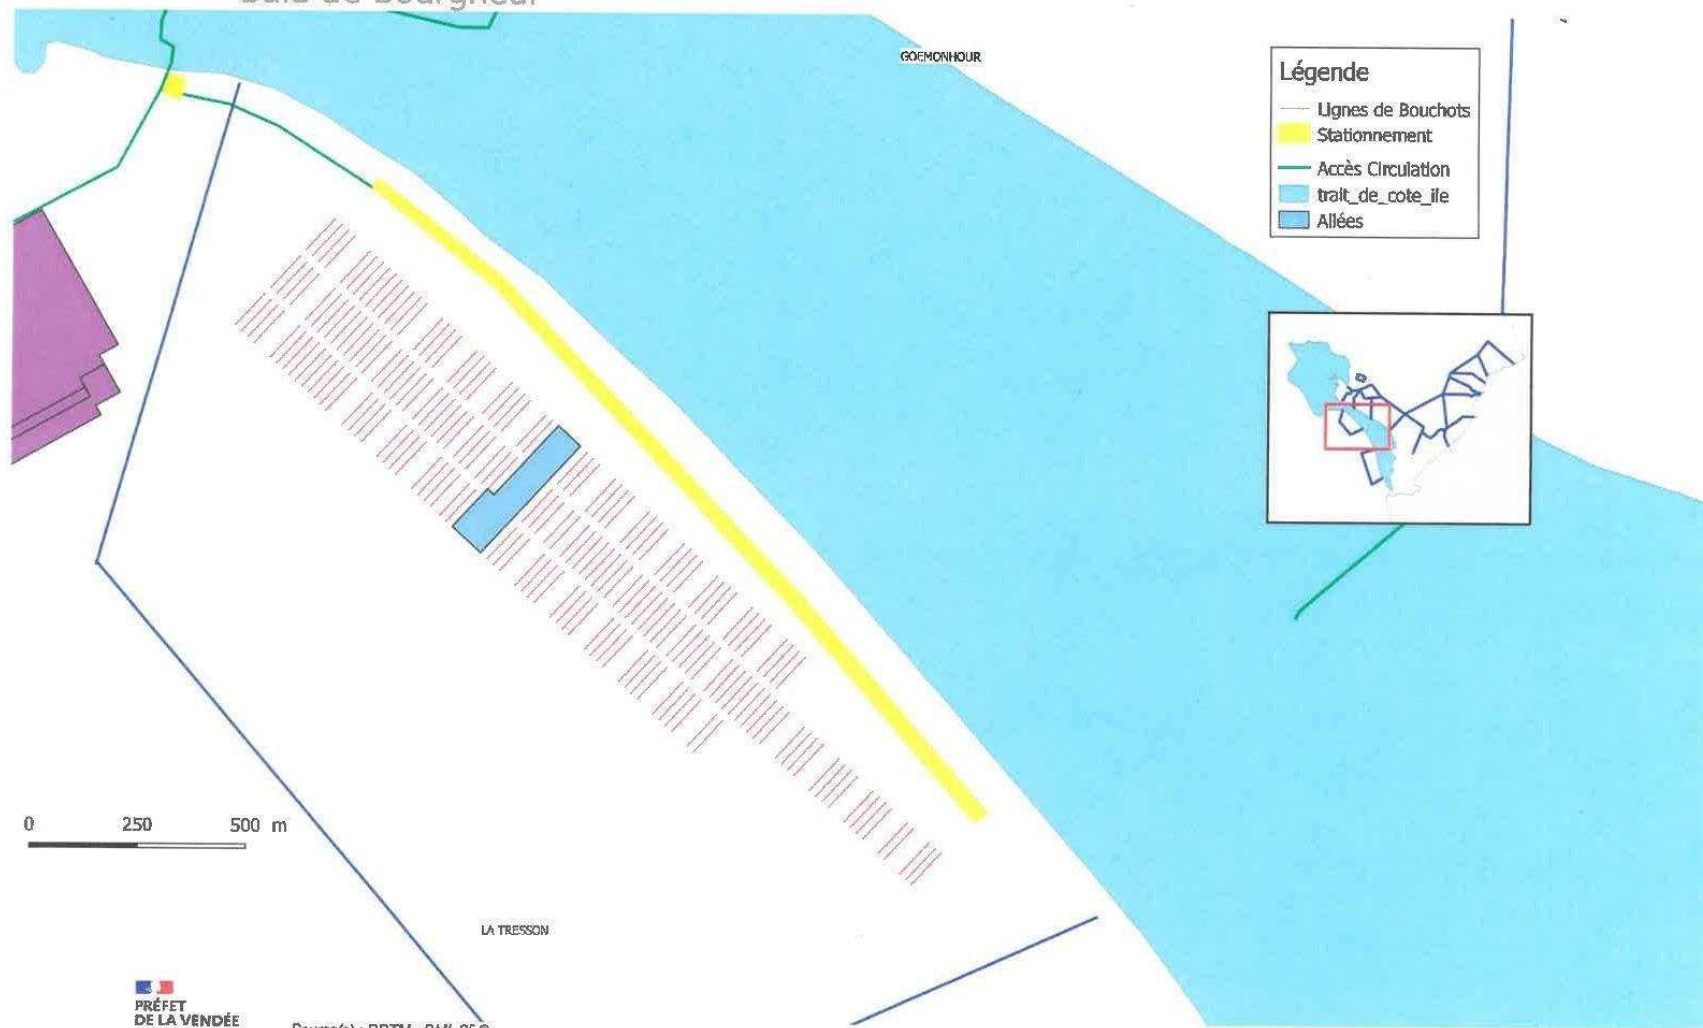 GOEMONHOUR
Légende
Lignes de Bouchots
Stationnement
Accès Circulation
trait_de_cote_ile
Allées
0 250 500 m
LA TRESSON
PRÉFET
DE LA VENDÉE